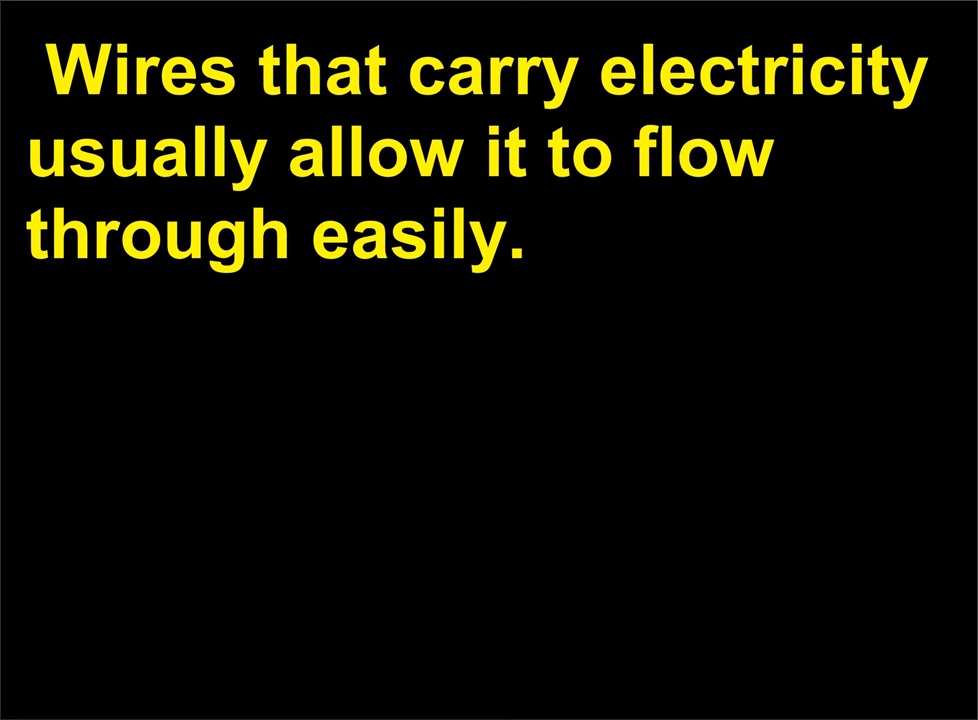 Wires that carry electricity
usually allow it to flow
through easily.